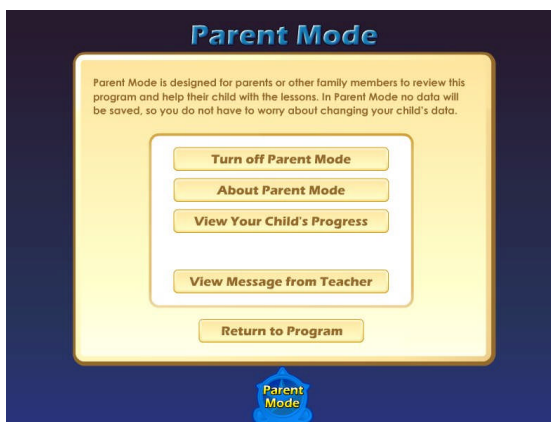 Parent Mode
Parent Mode is designed for parents or other family members to review this
program and help their child with the lessons. In Parent Mode no data will
be saved, so you do not have to worry about changing your child's data.
Turn off Parent Mode
About Parent Mode
View Your Child's Progress
View Message from Teacher
Return to Program
Parent
Mode